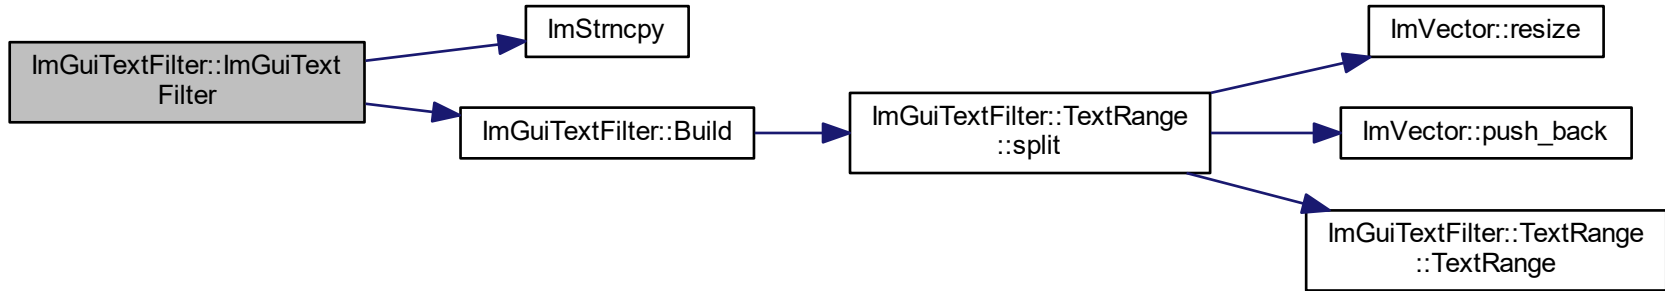 ImGuiTextFilter::ImGuiText
Filter
ImStrncpy
ImGuiTextFilter::Build
ImGuiTextFilter::TextRange
::split
ImVector::resize
ImVector::push_back
ImGuiTextFilter::TextRange
::TextRange